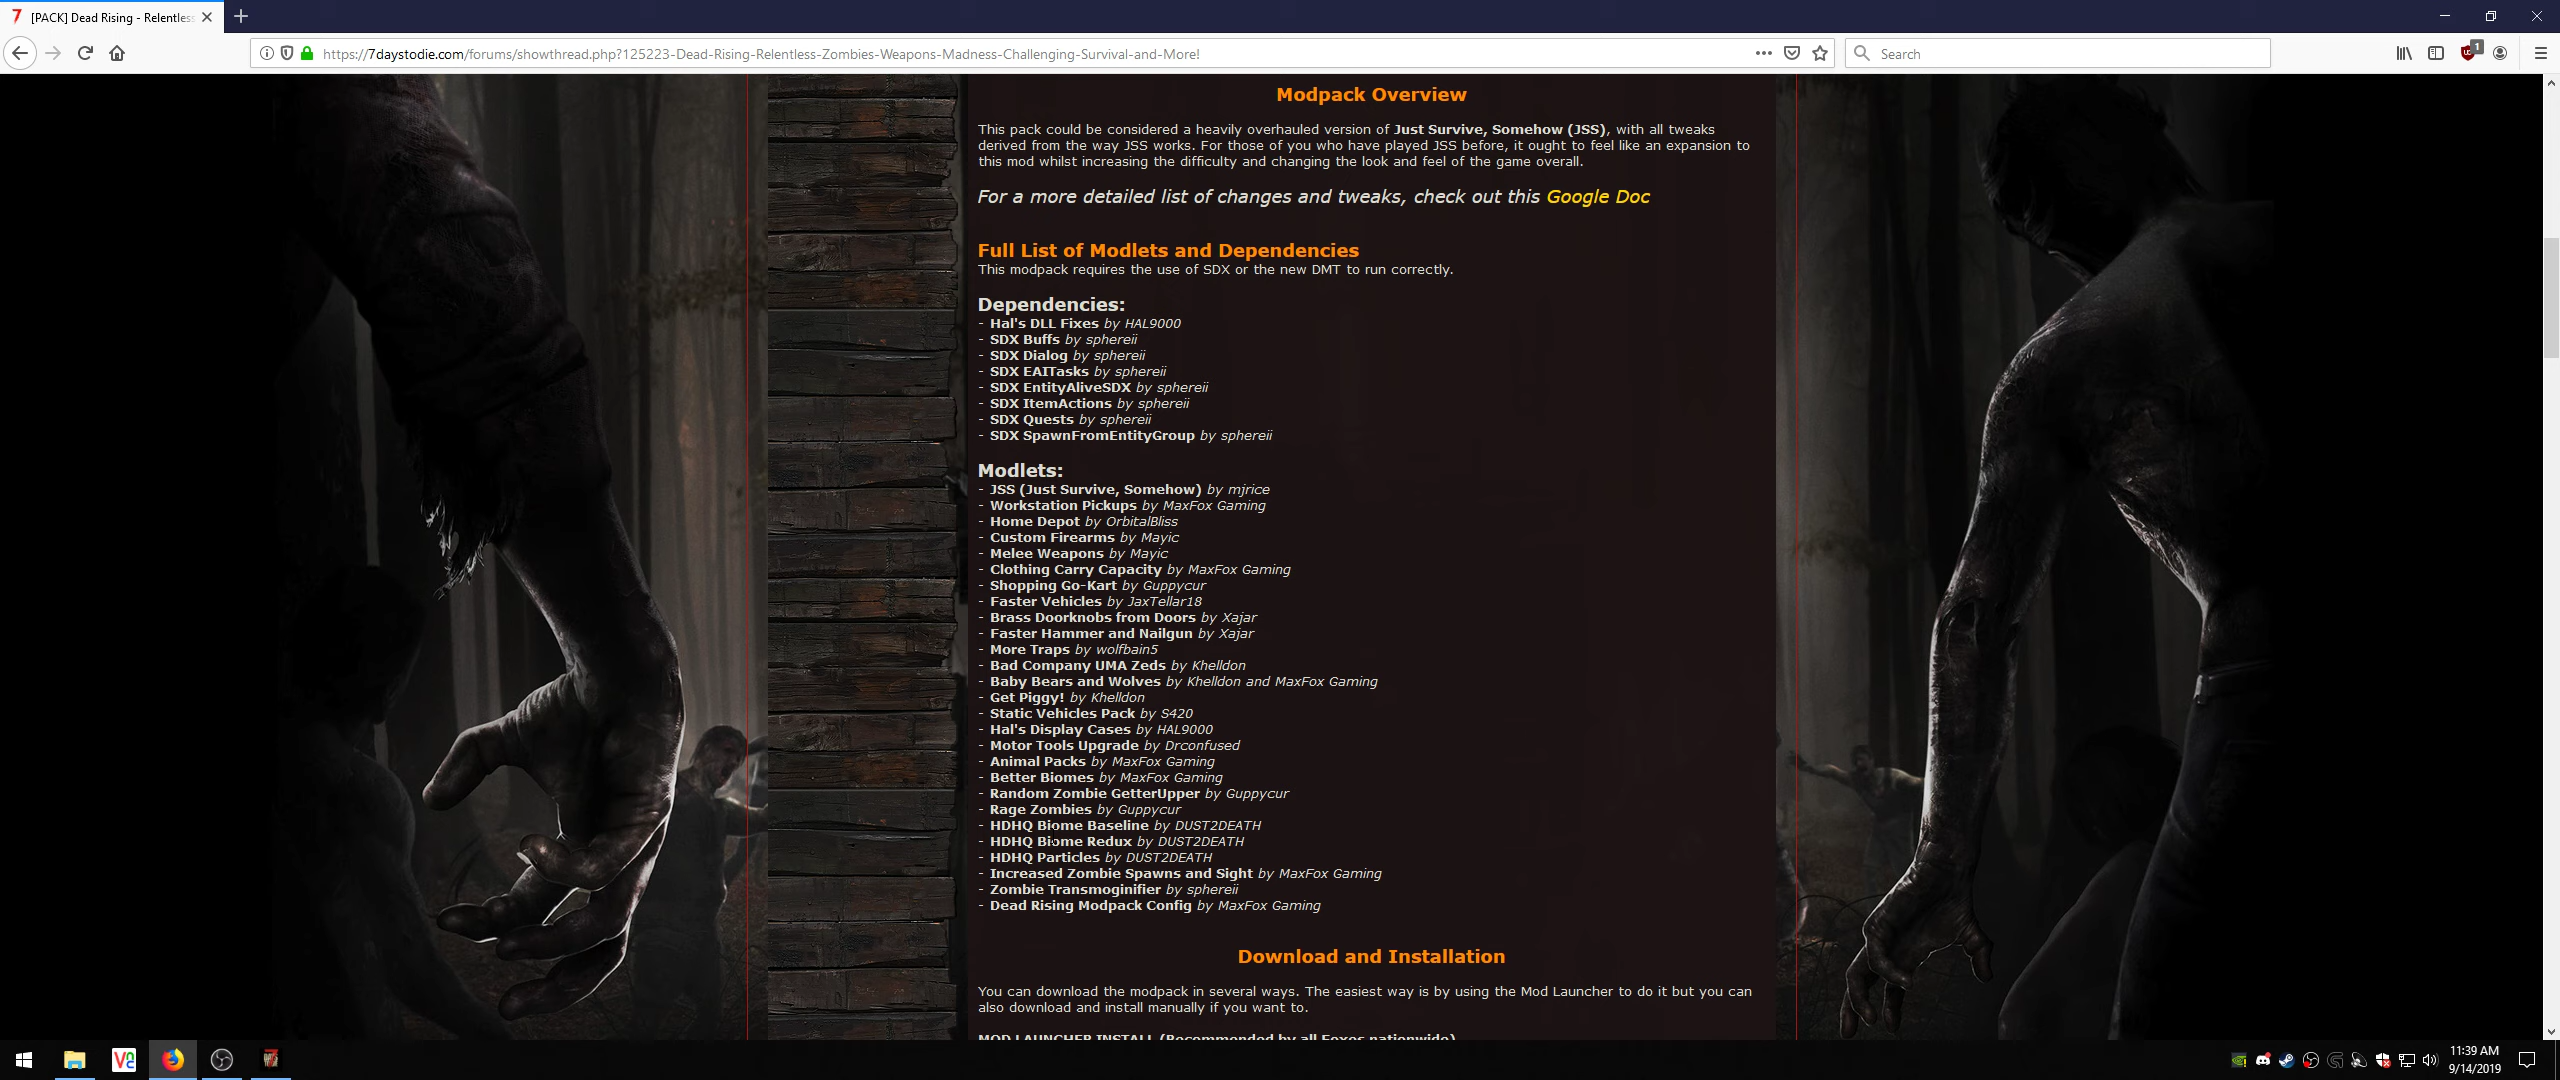 [PACK] Dead Rising - Relentless
https://7daystodie.com/forums/showthread.php?125223-Dead-Rising-Relentless-Zombies-Weapons-Madness-Challenging-Survival-and-More!
Search
1
Modpack Overview
This pack could be considered a heavily overhauled version of Just Survive, Somehow (JSS), with all tweaks
derived from the way JSS works. For those of you who have played JSS before, it ought to feel like an expansion to
this mod whilst increasing the difficulty and changing the look and feel of the game overall.
For a more detailed list of changes and tweaks, check out this Google Doc
Full List of Modlets and Dependencies
This modpack requires the use of SDX or the new DMT to run correctly.
Dependencies:
- Hal's DLL Fixes by HAL9000
- SDX Buffs by sphereii
- SDX Dialog by sphereii
- SDX EAITasks by sphereii
- SDX EntityAliveSDX by sphereii
- SDX ItemActions by sphereii
- SDX Quests by sphereii
- SDX SpawnFromEntityGroup by sphereii
Modlets:
- JSS (Just Survive, Somehow) by mjrice
- Workstation Pickups by MaxFox Gaming
- Home Depot by OrbitalBliss
- Custom Firearms by Mayic
- Melee Weapons by Mayic
- Clothing Carry Capacity by MaxFox Gaming
- Shopping Go-Kart by Guppycur
- Faster Vehicles by JaxTellar18
- Brass Doorknobs from Doors by Xajar
- Faster Hammer and Nailgun by Xajar
- More Traps by wolfbain5
- Bad Company UMA Zeds by Khelldon
- Baby Bears and Wolves by Khelldon and MaxFox Gaming
- Get Piggy! by Khelldon
- Static Vehicles Pack by S420
- Hal's Display Cases by HAL9000
- Motor Tools Upgrade by Drconfused
- Animal Packs by MaxFox Gaming
- Better Biomes by MaxFox Gaming
- Random Zombie GetterUpper by Guppycur
- Rage Zombies by Guppycur
- HDHQ Biome Baseline by DUST2DEATH
- HDHQ Biome Redux by DUST2DEATH
- HDHQ Particles by DUST2DEATH
- Increased Zombie Spawns and Sight by MaxFox Gaming
- Zombie Transmoginifier by sphereii
- Dead Rising Modpack Config by MaxFox Gaming
Download and Installation
You can download the modpack in several ways. The easiest way is by using the Mod Launcher to do it but you can
also download and install manually if you want to.
MOD LAUNCHER INSTALL (Recommended by all Foxes nationwide)
11:39 AM
9/14/2019